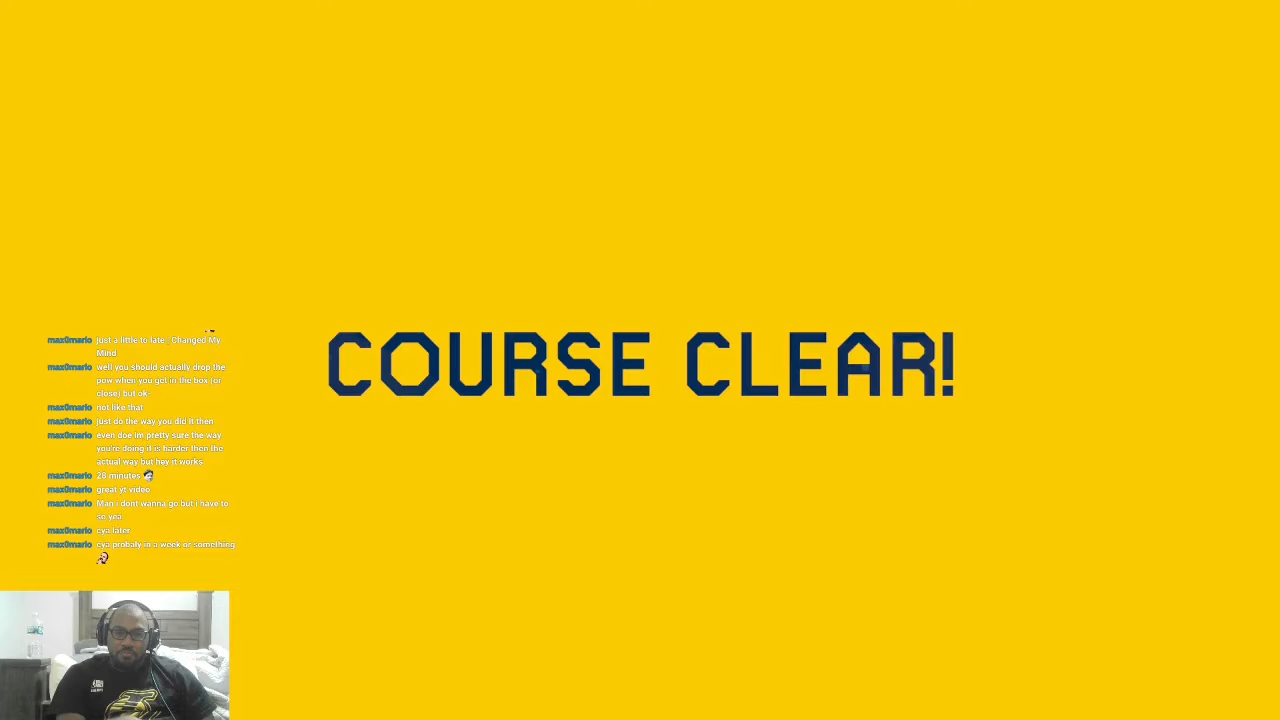 max0mario just a little to late Changed My
Mind
max0mario well you should actually drop the
pow when you get in the box (or
close) but ok
max0mario not like that
max0mario just do the way you did it then
max0mario even doe im pretty sure the way
you're doing it is harder then the
actual way but hey it works
max0mario 28 minutes
max0mario great yt video
max0mario Man i dont wanna go but i have to
so yea
max0mario cya later
max0mario cya probaly in a week or something
COURSE CLEAR!